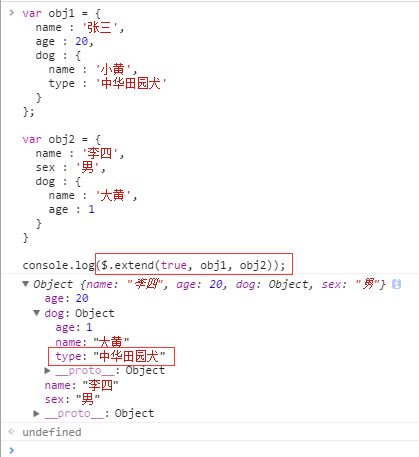 var obj1 = {
name : '张三',
age : 20,
dog : {
name : '小黄',
type : '中华田园犬'
}
};
var obj2 = {
name : '李四',
sex : '男',
dog : {
name : '大黄',
age : 1
}
}
console.log($.extend(true, obj1, obj2));
Object {name: "李四", age: 20, dog: Object, sex: "男"}
age: 20
dog: Object
age: 1
name: "大黄"
type: "中华田园犬"
__proto__: Object
name: "李四"
sex: "男"
__proto__: Object
undefined